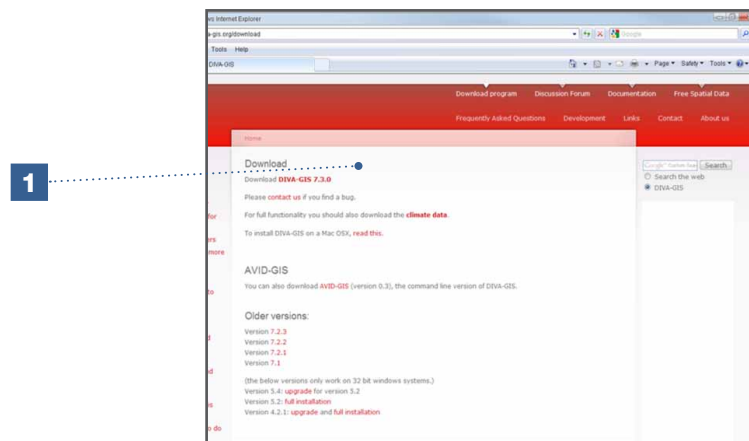 ws Internet Explorer
a-gis.org/download
Google
Tools Help
DIVA-GIS
Page Safety Tools
Download program Discussion Forum Documentation Free Spatial Data
Frequently Asked Questions Development Links Contact About us
Home
1
Download
Search
Download DIVA-GIS 7.3.0
Search the web
DIVA-GIS
Please contact us if you find a bug.
for
For full functionality you should also download the climate data.
ers
To install DIVA-GIS on a Mac OSX, read this.
more
AVID-GIS
to
You can also download AVID-GIS (version 0.3), the command line version of DIVA-GIS.
Older versions:
Version 7.2.3
d
Version 7.2.2
Version 7.2.1
Version 7.1
d
(the below versions only work on 32 bit windows systems.)
Version 5.4: upgrade for version 5.2
is
Version 5.2: full installation
Version 4.2.1: upgrade and full installation
o do